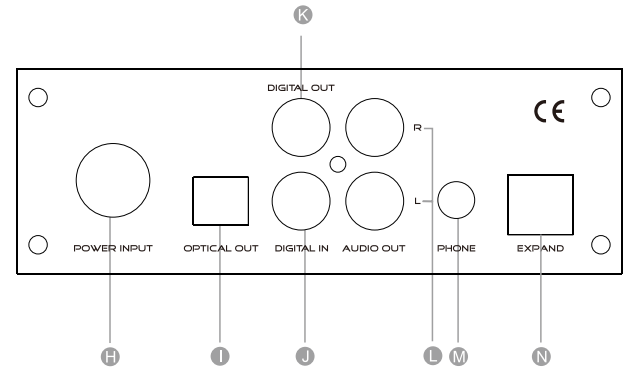 K
DIGITAL OUT
CE
R
L
POWER INPUT
OPTICAL OUT
DIGITAL IN
AUDIO OUT
PHONE
EXPAND
H
I
J
L
M
N